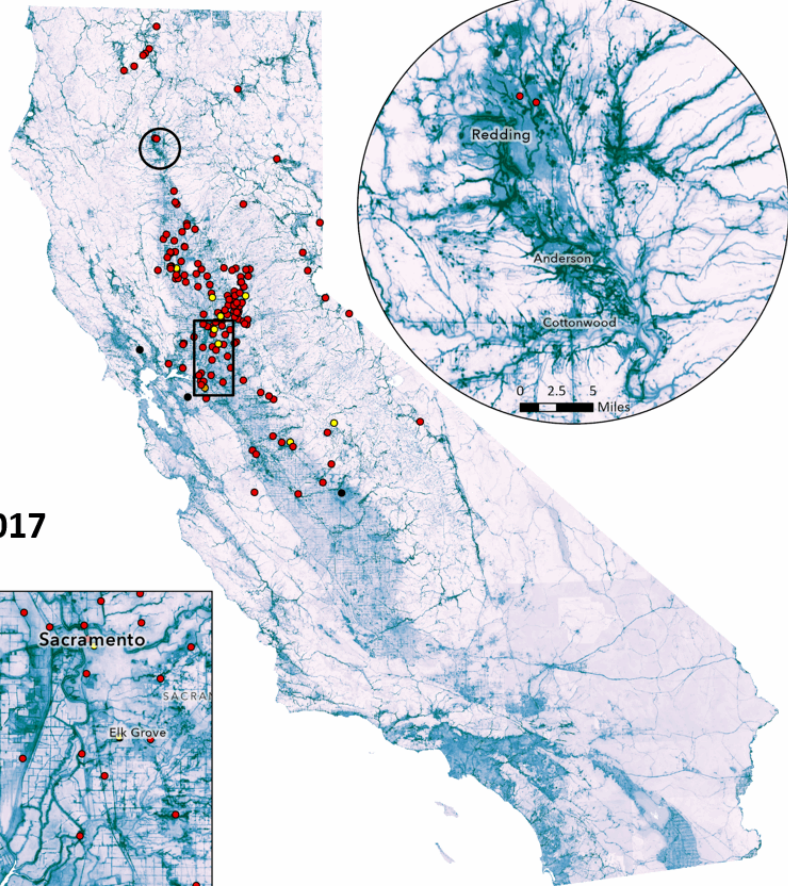 Redding
Anderson
Cottonwood
0 2.5 5
Miles
017
Sacramento
SACRAM
Elk Grove